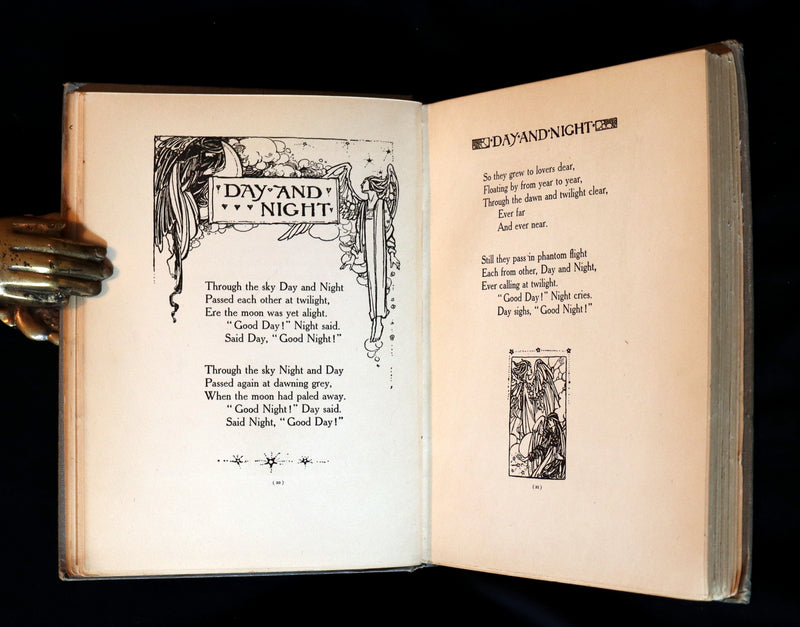 DAY·AND
NIGHT
Through the sky Day and Night
Passed each other at twilight,
Ere the moon was yet alight.
"Good Day!" Night said.
Said Day, "Good Night!"
Through the sky Night and Day
Passed again at dawning grey,
When the moon had paled away.
"Good Night!" Day said.
Said Night, "Good Day!"
(20)
·DAY·AND·NIGHT·
So they grew to lovers dear,
Floating by from year to year,
Through the dawn and twilight clear,
Ever far
And ever near.
Still they pass in phantom flight
Each from other, Day and Night,
Ever calling at twilight.
"Good Day!" Night cries.
Day sighs, "Good Night!"
(21)